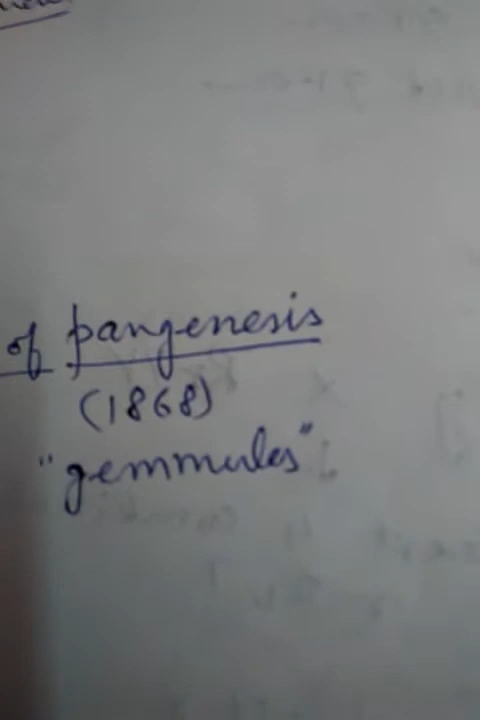 of pangenesis
(1868)
"gemmules"